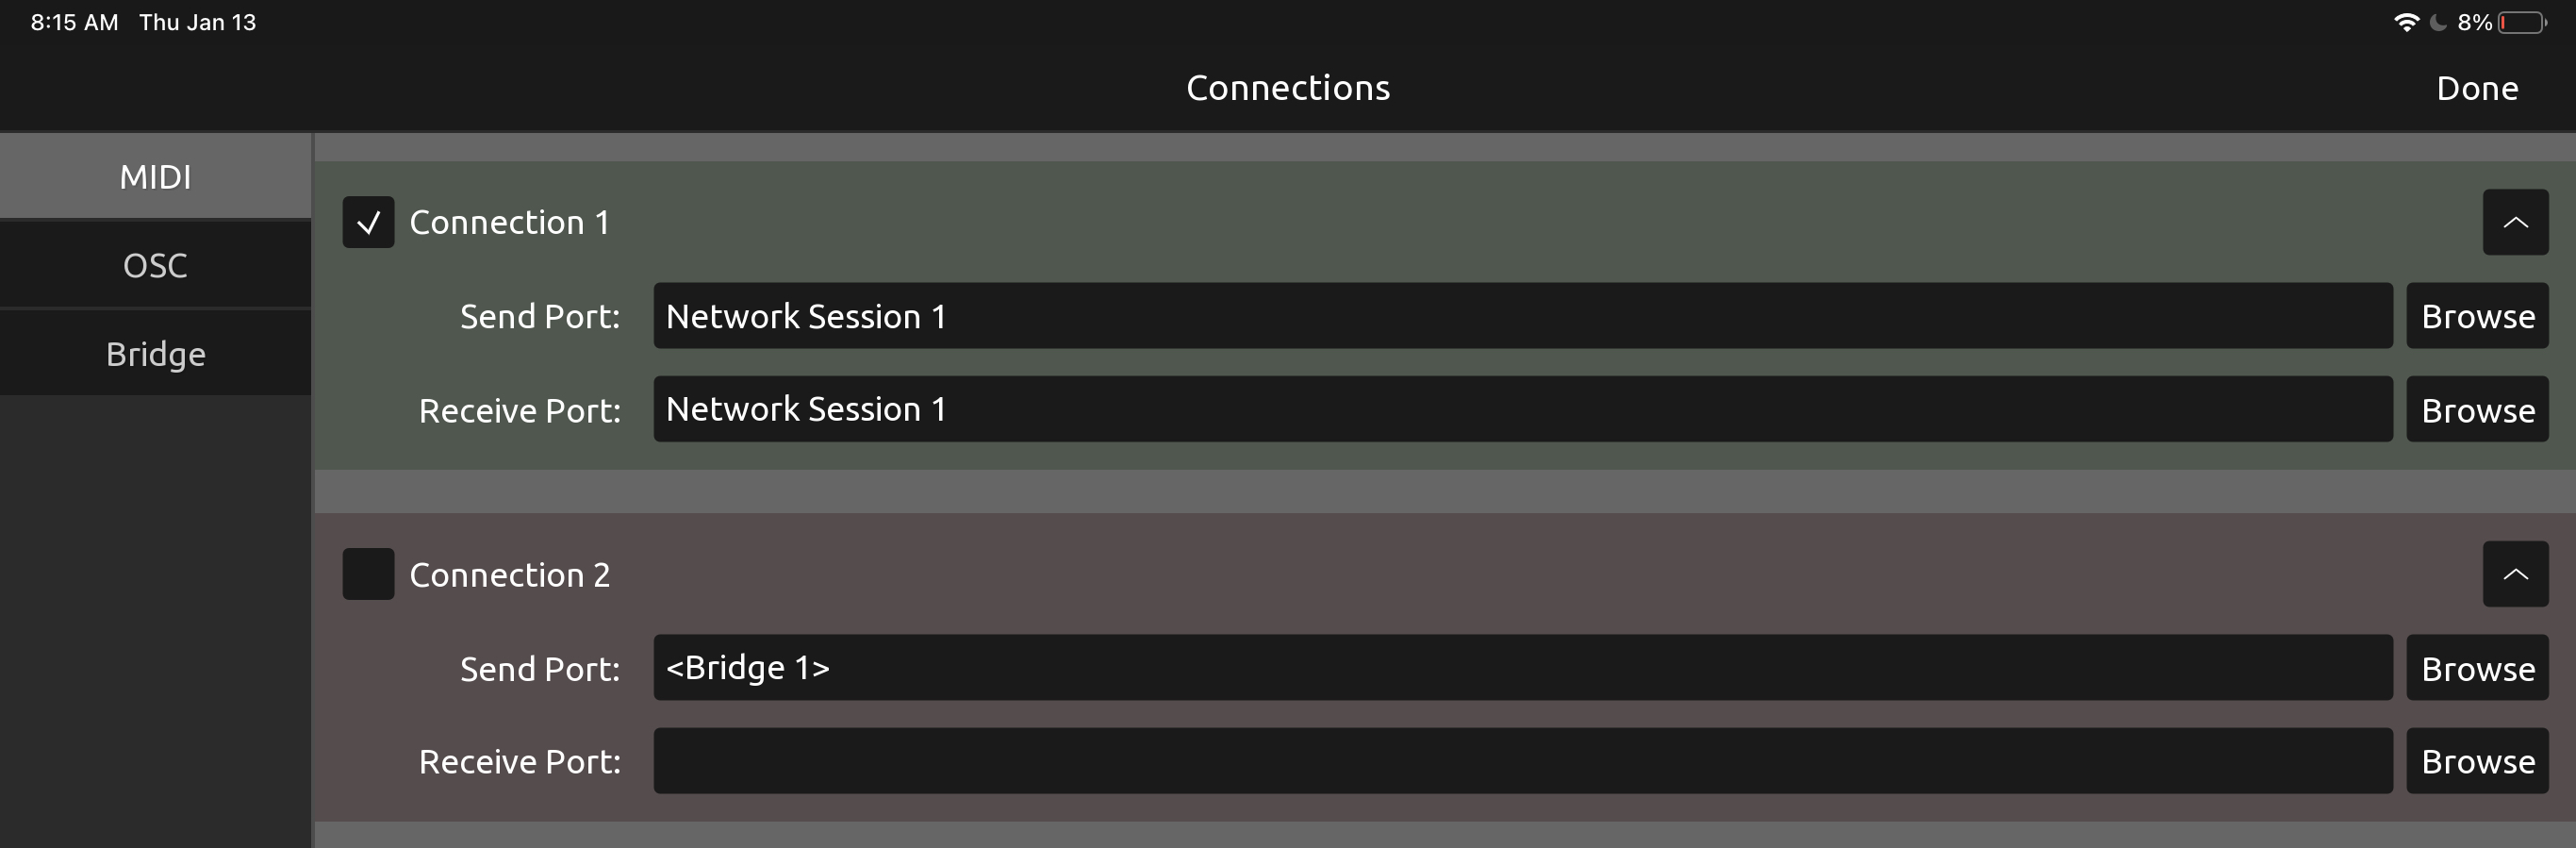 8:15 AM Thu Jan 13 8%
Connections Done
MIDI
OSC
Bridge
Connection 1
Send Port: Network Session 1 Browse
Receive Port: Network Session 1 Browse
Connection 2
Send Port: <Bridge 1> Browse
Receive Port: Browse